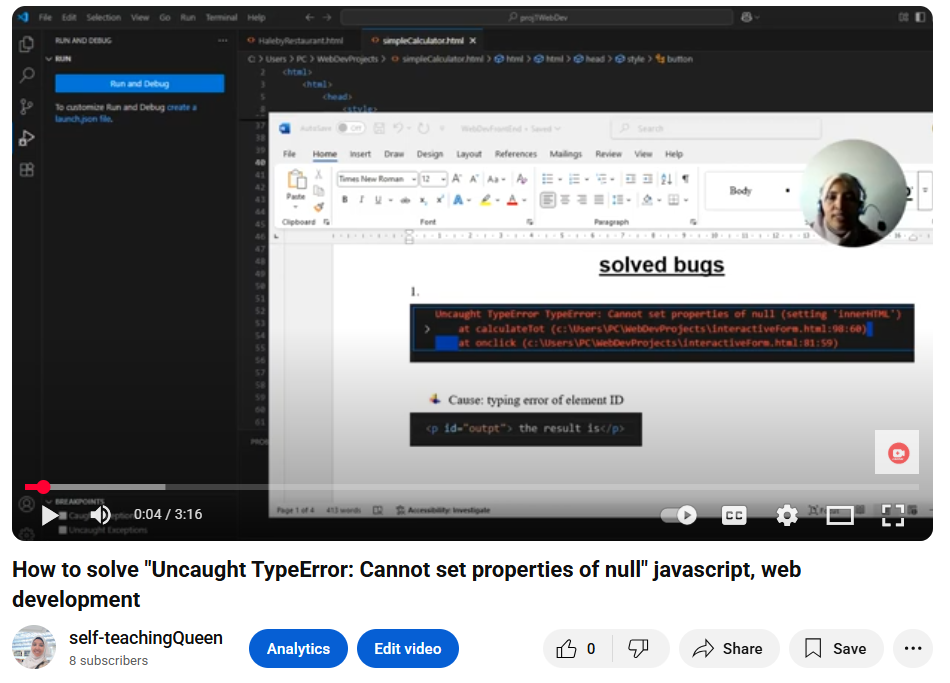 File Edit Selection View Go Run Terminal Help
proj7WebDev
RUN AND DEBUG
RUN
Run and Debug
To customize Run and Debug create a
launch.json file.
HalebyRestaurant.html
simpleCalculator.html
C: > Users > PC > WebDevProjects > simpleCalculator.html > html > html > head > style > button
2 <html>
3 <html>
5 <head>
8 <style>
37
38
39
40
41
42
43
44
45
46
47
48
49
50
51
52
53
54
55
56
57
58
59
60
61
AutoSave Off
WebDevFrontEnd • Saved
Search
File Home Insert Draw Design Layout References Mailings Review View Help
Paste
Times New Roman 12
Body
Clipboard Font Paragraph
solved bugs
1.
Uncaught TypeError TypeError: Cannot set properties of null (setting 'innerHTML')
at calculateTot (c:\Users\PC\WebDevProjects\interactiveForm.html:98:60)
at onclick (c:\Users\PC\WebDevProjects\interactiveForm.html:81:59)
Cause: typing error of element ID
<p id="outpt"> the result is</p>
PROB
BREAKPOINTS
Caught Exceptions
Uncaught Exceptions
Page 1 of 4 413 words Accessibility: Investigate
0:04 / 3:16
CC
How to solve "Uncaught TypeError: Cannot set properties of null" javascript, web
development
self-teachingQueen
8 subscribers
Analytics
Edit video
0
Share
Save